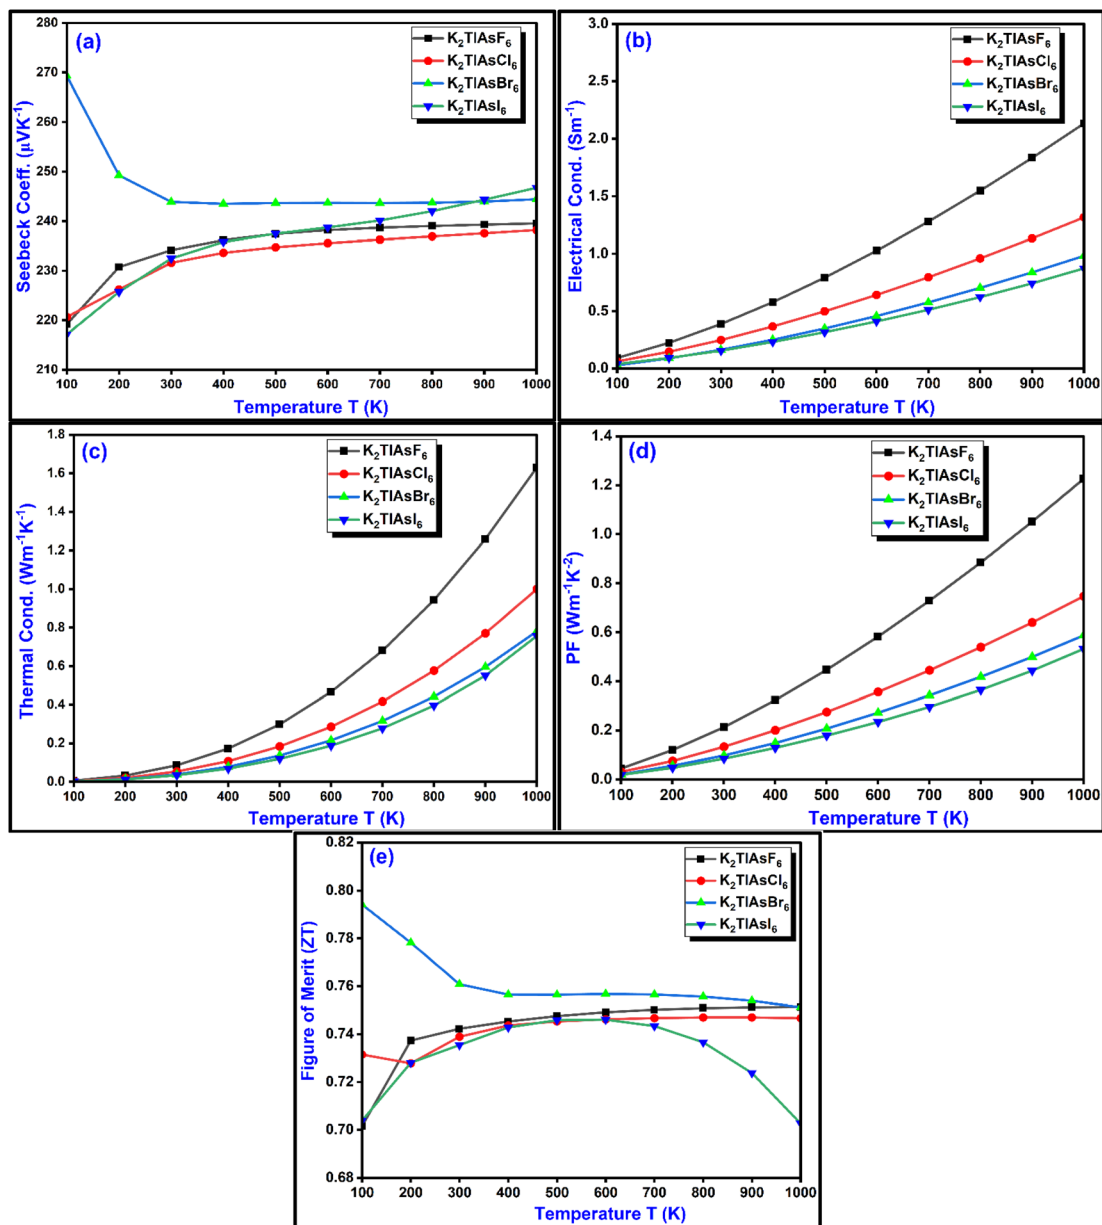 (a)
K₂TlAsF₆
K₂TlAsCl₆
K₂TlAsBr₆
K₂TlAsI₆
Seebeck Coeff. (μVK⁻¹)
280
270
260
250
240
230
220
210
100 200 300 400 500 600 700 800 900 1000
Temperature T (K)
(b)
K₂TlAsF₆
K₂TlAsCl₆
K₂TlAsBr₆
K₂TlAsI₆
Electrical Cond. (Sm⁻¹)
3.0
2.5
2.0
1.5
1.0
0.5
0.0
100 200 300 400 500 600 700 800 900 1000
Temperature T (K)
(c)
K₂TlAsF₆
K₂TlAsCl₆
K₂TlAsBr₆
K₂TlAsI₆
Thermal Cond. (Wm⁻¹K⁻¹)
1.8
1.6
1.4
1.2
1.0
0.8
0.6
0.4
0.2
0.0
100 200 300 400 500 600 700 800 900 1000
Temperature T (K)
(d)
K₂TlAsF₆
K₂TlAsCl₆
K₂TlAsBr₆
K₂TlAsI₆
PF (Wm⁻¹K⁻²)
1.4
1.2
1.0
0.8
0.6
0.4
0.2
0.0
100 200 300 400 500 600 700 800 900 1000
Temperature T (K)
(e)
K₂TlAsF₆
K₂TlAsCl₆
K₂TlAsBr₆
K₂TlAsI₆
Figure of Merit (ZT)
0.82
0.80
0.78
0.76
0.74
0.72
0.70
0.68
100 200 300 400 500 600 700 800 900 1000
Temperature T (K)